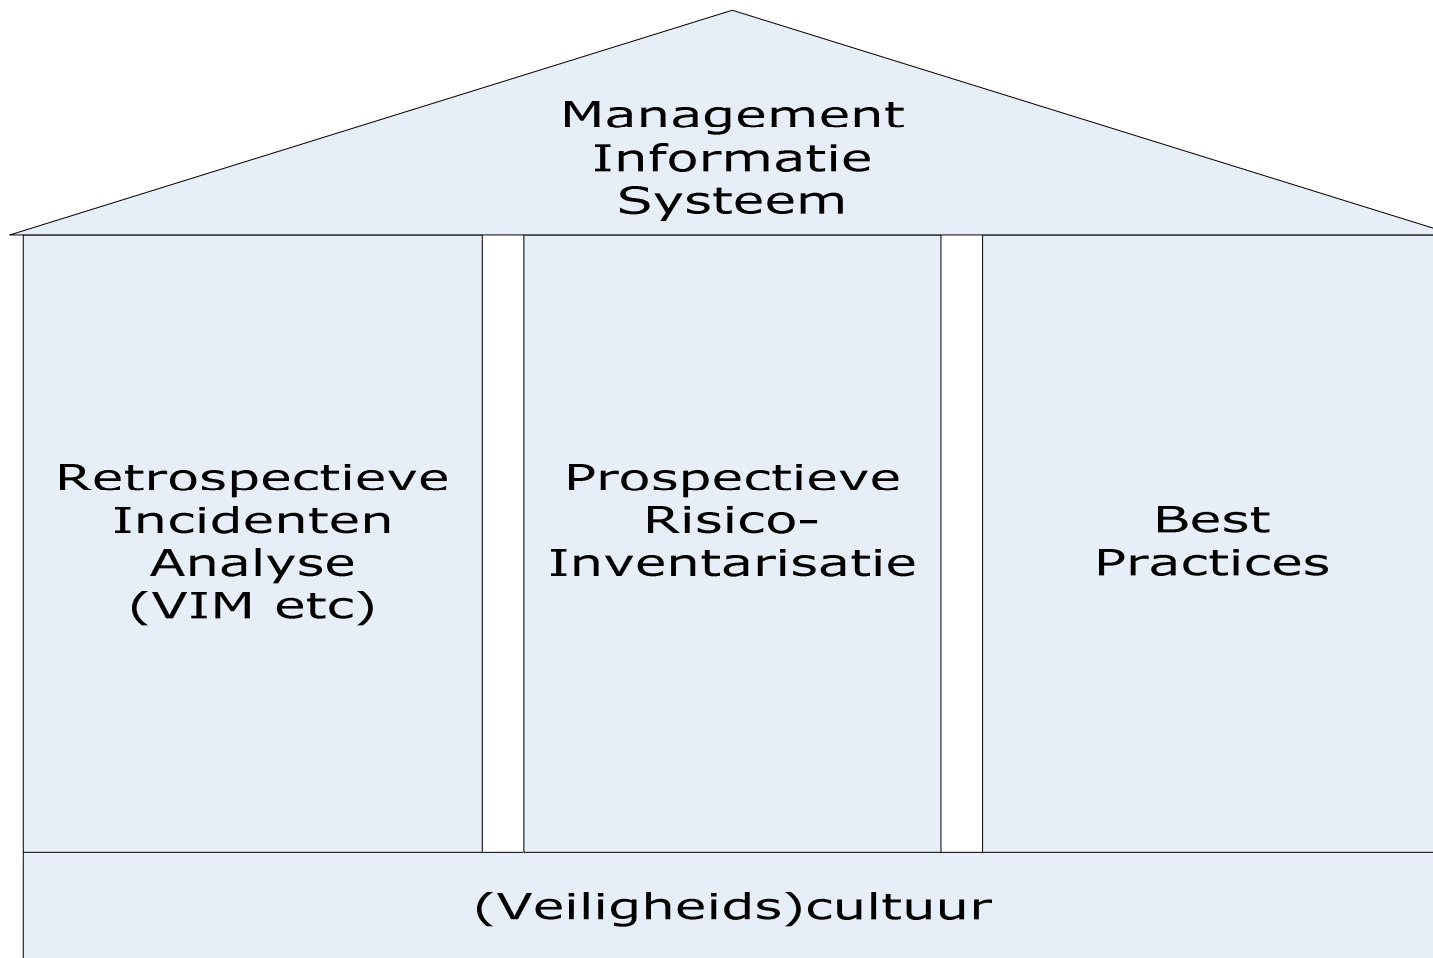 Management
Informatie
Systeem
Retrospectieve
Incidenten
Analyse
(VIM etc)
Prospectieve
Risico-
Inventarisatie
Best
Practices
(Veiligheids)cultuur